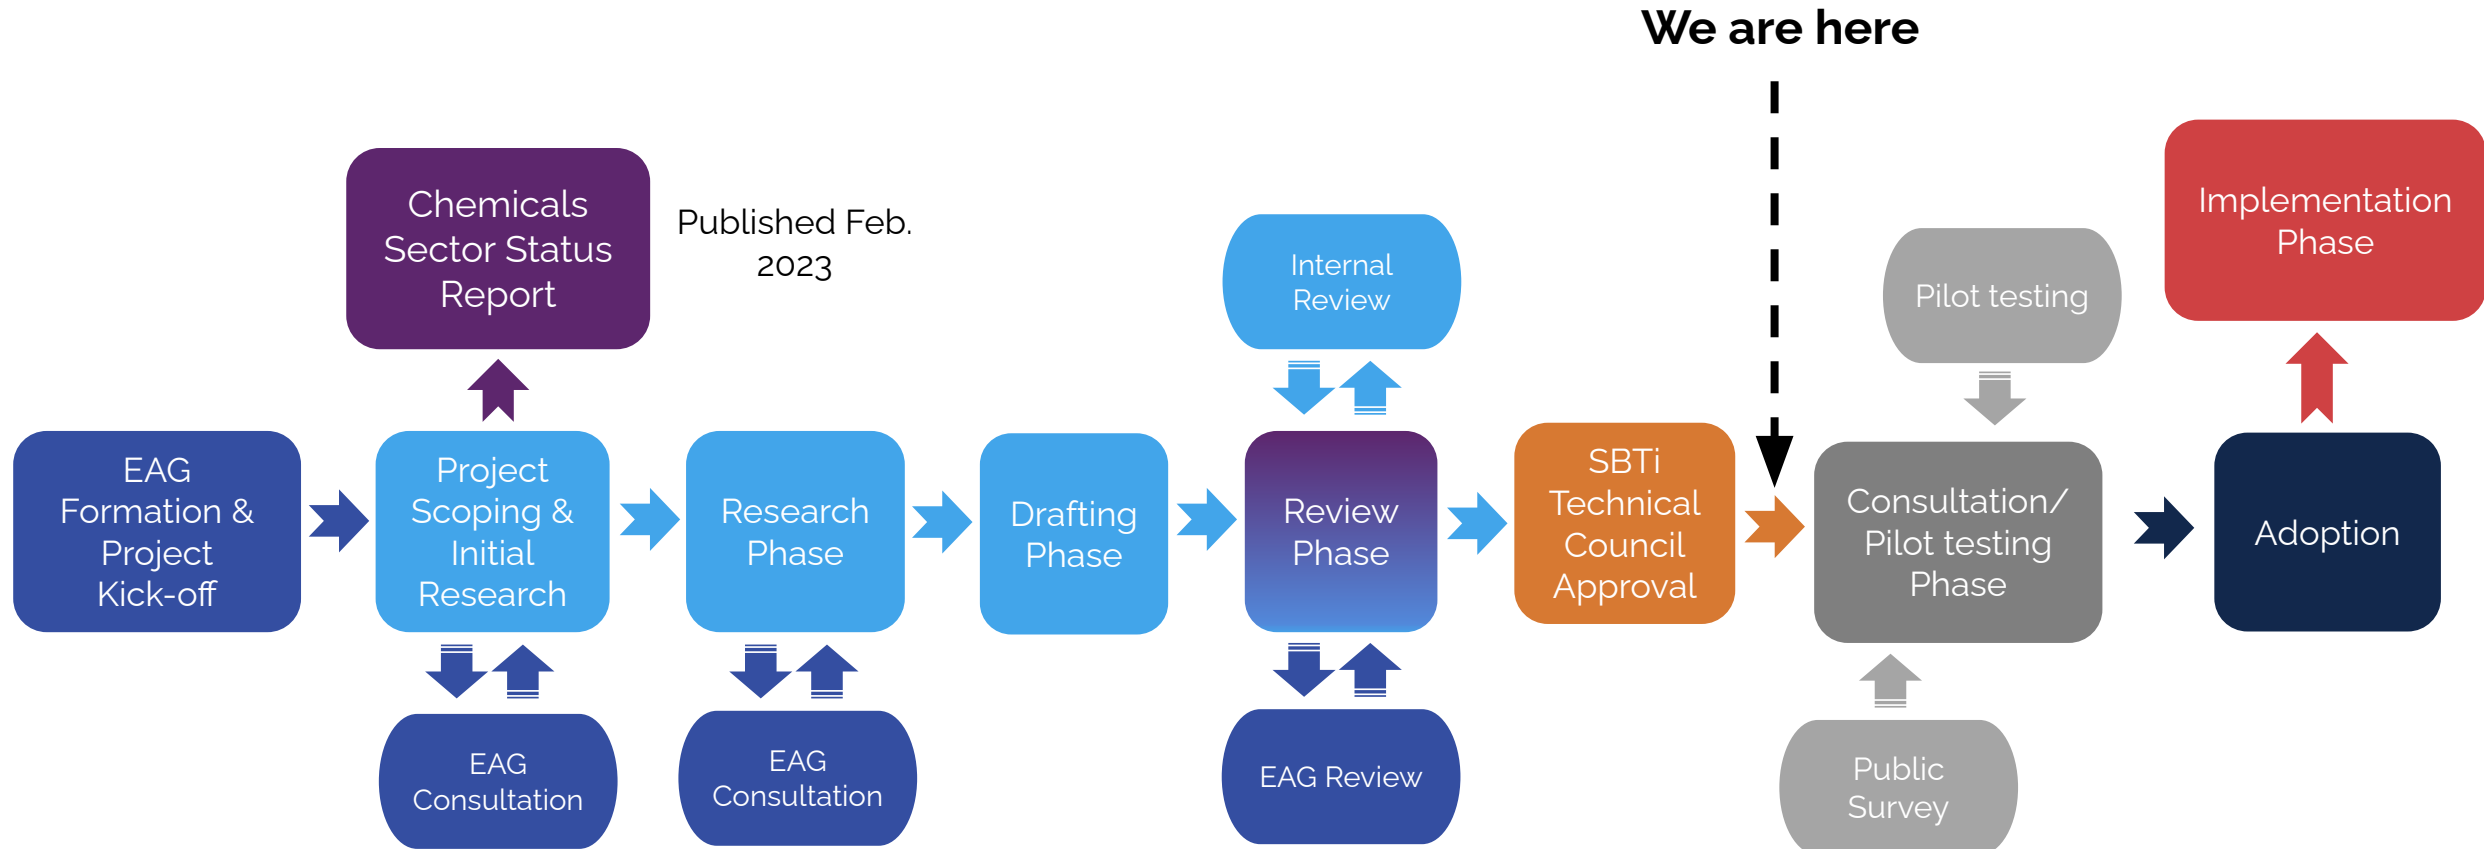 We are here
Chemicals
Sector Status
Report
Published Feb.
2023
Internal
Review
Pilot testing
Implementation
Phase
EAG
Formation &
Project
Kick-off
Project
Scoping &
Initial
Research
Research
Phase
Drafting
Phase
Review
Phase
SBTi
Technical
Council
Approval
Consultation/
Pilot testing
Phase
Adoption
EAG
Consultation
EAG
Consultation
EAG Review
Public
Survey